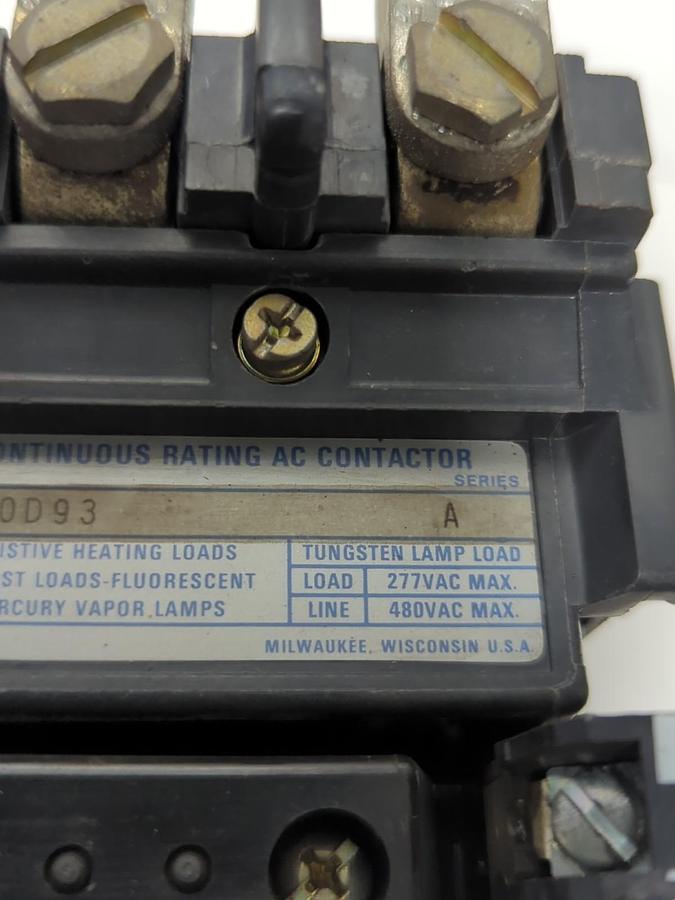 CONTINUOUS RATING AC CONTACTOR
SERIES
0D93 A
ISTIVE HEATING LOADS
ST LOADS-FLUORESCENT
RCURY VAPOR LAMPS
TUNGSTEN LAMP LOAD
LOAD 277VAC MAX.
LINE 480VAC MAX.
MILWAUKEE, WISCONSIN U.S.A.